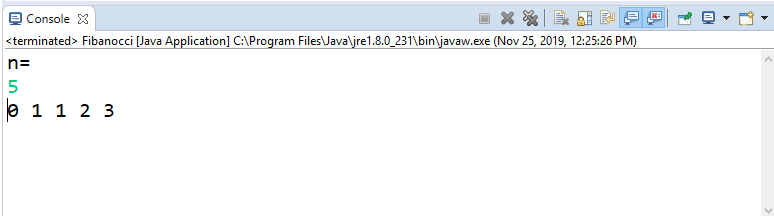 Console
<terminated> Fibanocci [Java Application] C:\Program Files\Java\jre1.8.0_231\bin\javaw.exe (Nov 25, 2019, 12:25:26 PM)
n=
5
0 1 1 2 3